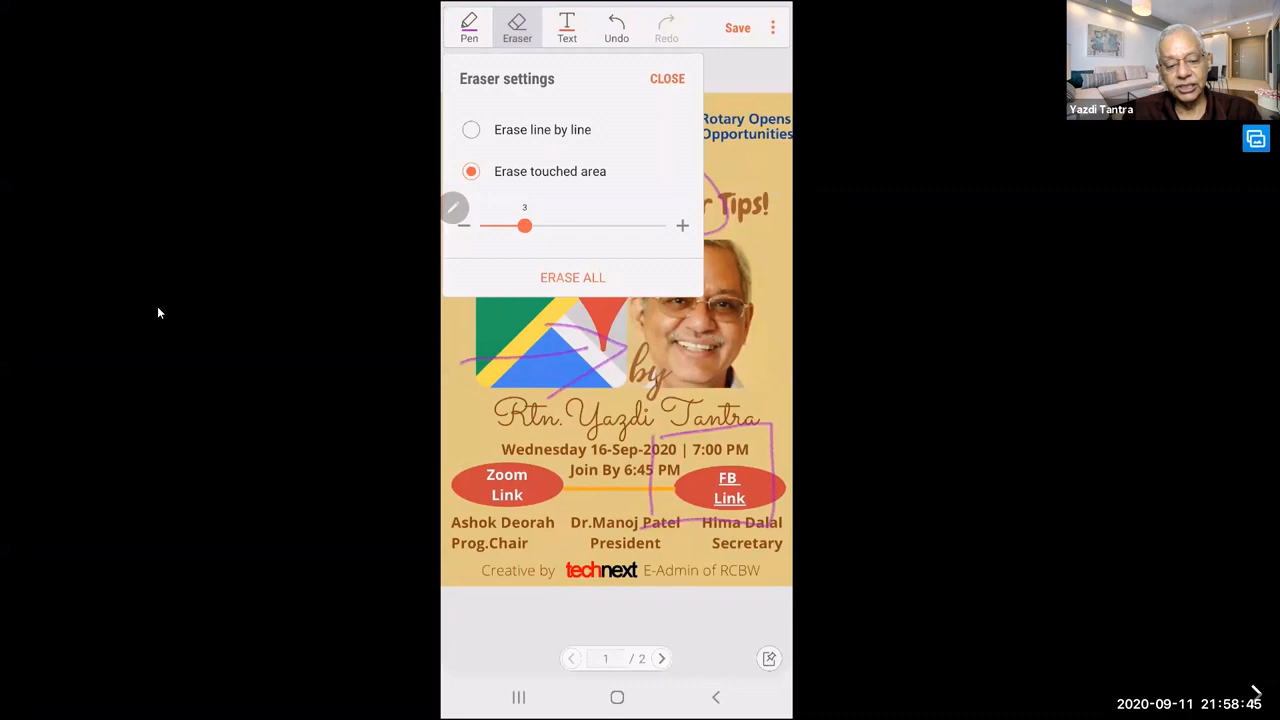 Pen
Eraser
Text
Undo
Redo
Save
Eraser settings
CLOSE
Erase line by line
Erase touched area
3
ERASE ALL
Rotary Opens
Opportunities
Tips!
by
Rtn. Yazdi Tantra
Wednesday 16-Sep-2020 | 7:00 PM
Join By 6:45 PM
Zoom
Link
FB
Link
Ashok Deorah
Prog.Chair
Dr.Manoj Patel
President
Hima Dalal
Secretary
Creative by technext E-Admin of RCBW
1 / 2
Yazdi Tantra
2020-09-11 21:58:45